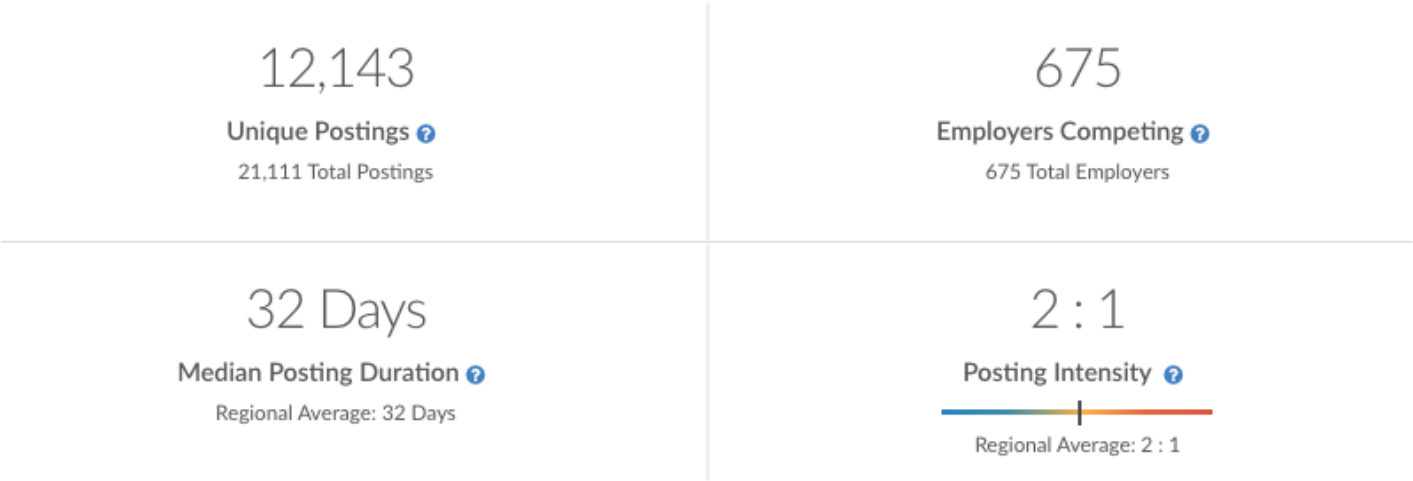 12,143
Unique Postings ?
21,111 Total Postings
675
Employers Competing ?
675 Total Employers
32 Days
Median Posting Duration ?
Regional Average: 32 Days
2 : 1
Posting Intensity ?
Regional Average: 2 : 1